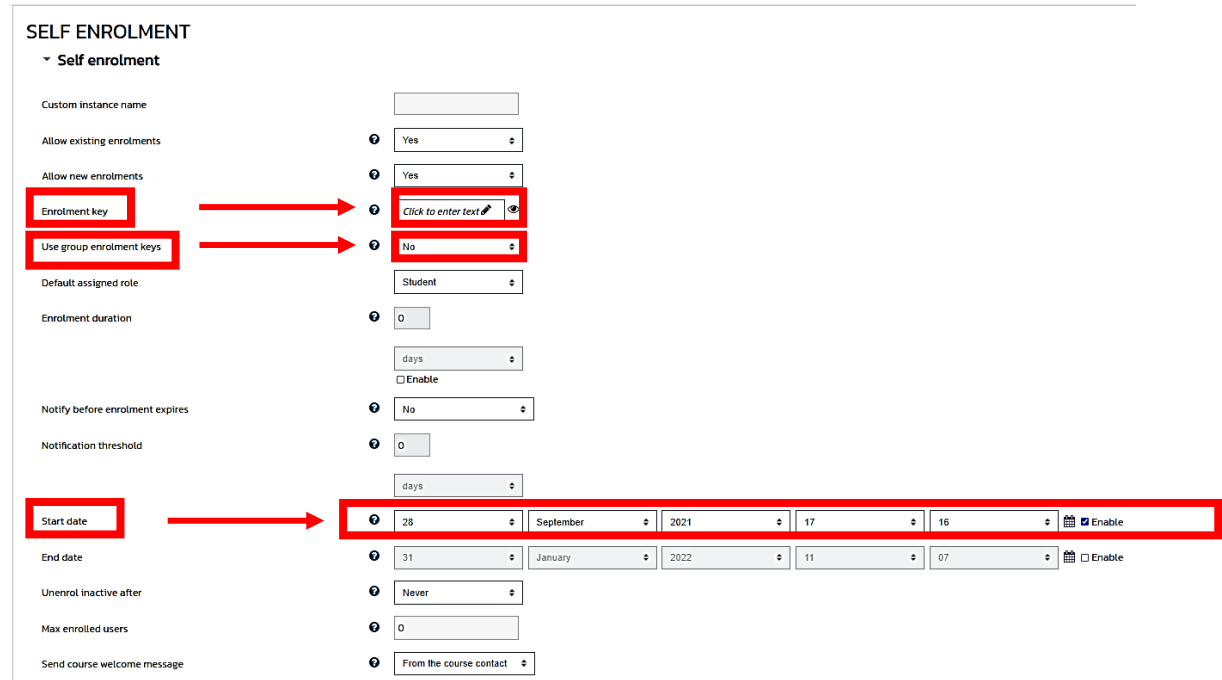 SELF ENROLMENT
Self enrolment
Custom instance name
Allow existing enrolments Yes
Allow new enrolments Yes
Enrolment key Click to enter text
Use group enrolment keys No
Default assigned role Student
Enrolment duration 0
days
Enable
Notify before enrolment expires No
Notification threshold 0
days
Start date 28 September 2021 17 16 Enable
End date 31 January 2022 11 07 Enable
Unenrol inactive after Never
Max enrolled users 0
Send course welcome message From the course contact